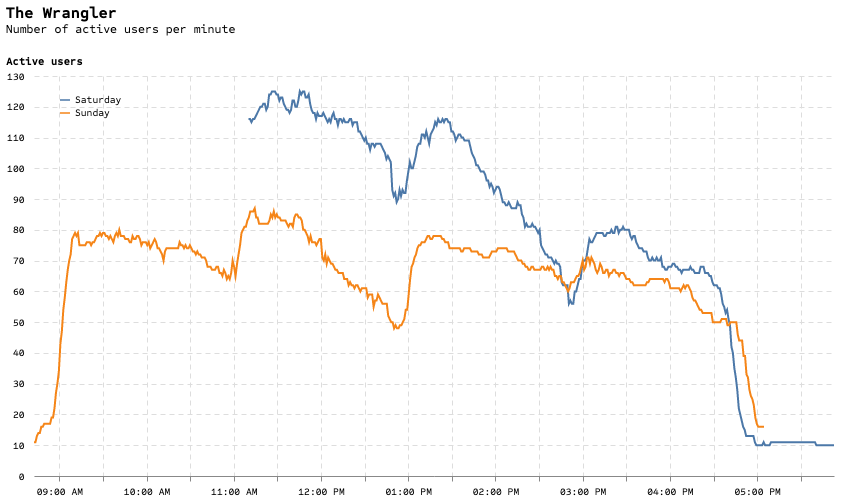 The Wrangler
Number of active users per minute
Active users
130
120
110
100
90
80
70
60
50
40
30
20
10
0
Saturday
Sunday
09:00 AM 10:00 AM 11:00 AM 12:00 PM 01:00 PM 02:00 PM 03:00 PM 04:00 PM 05:00 PM